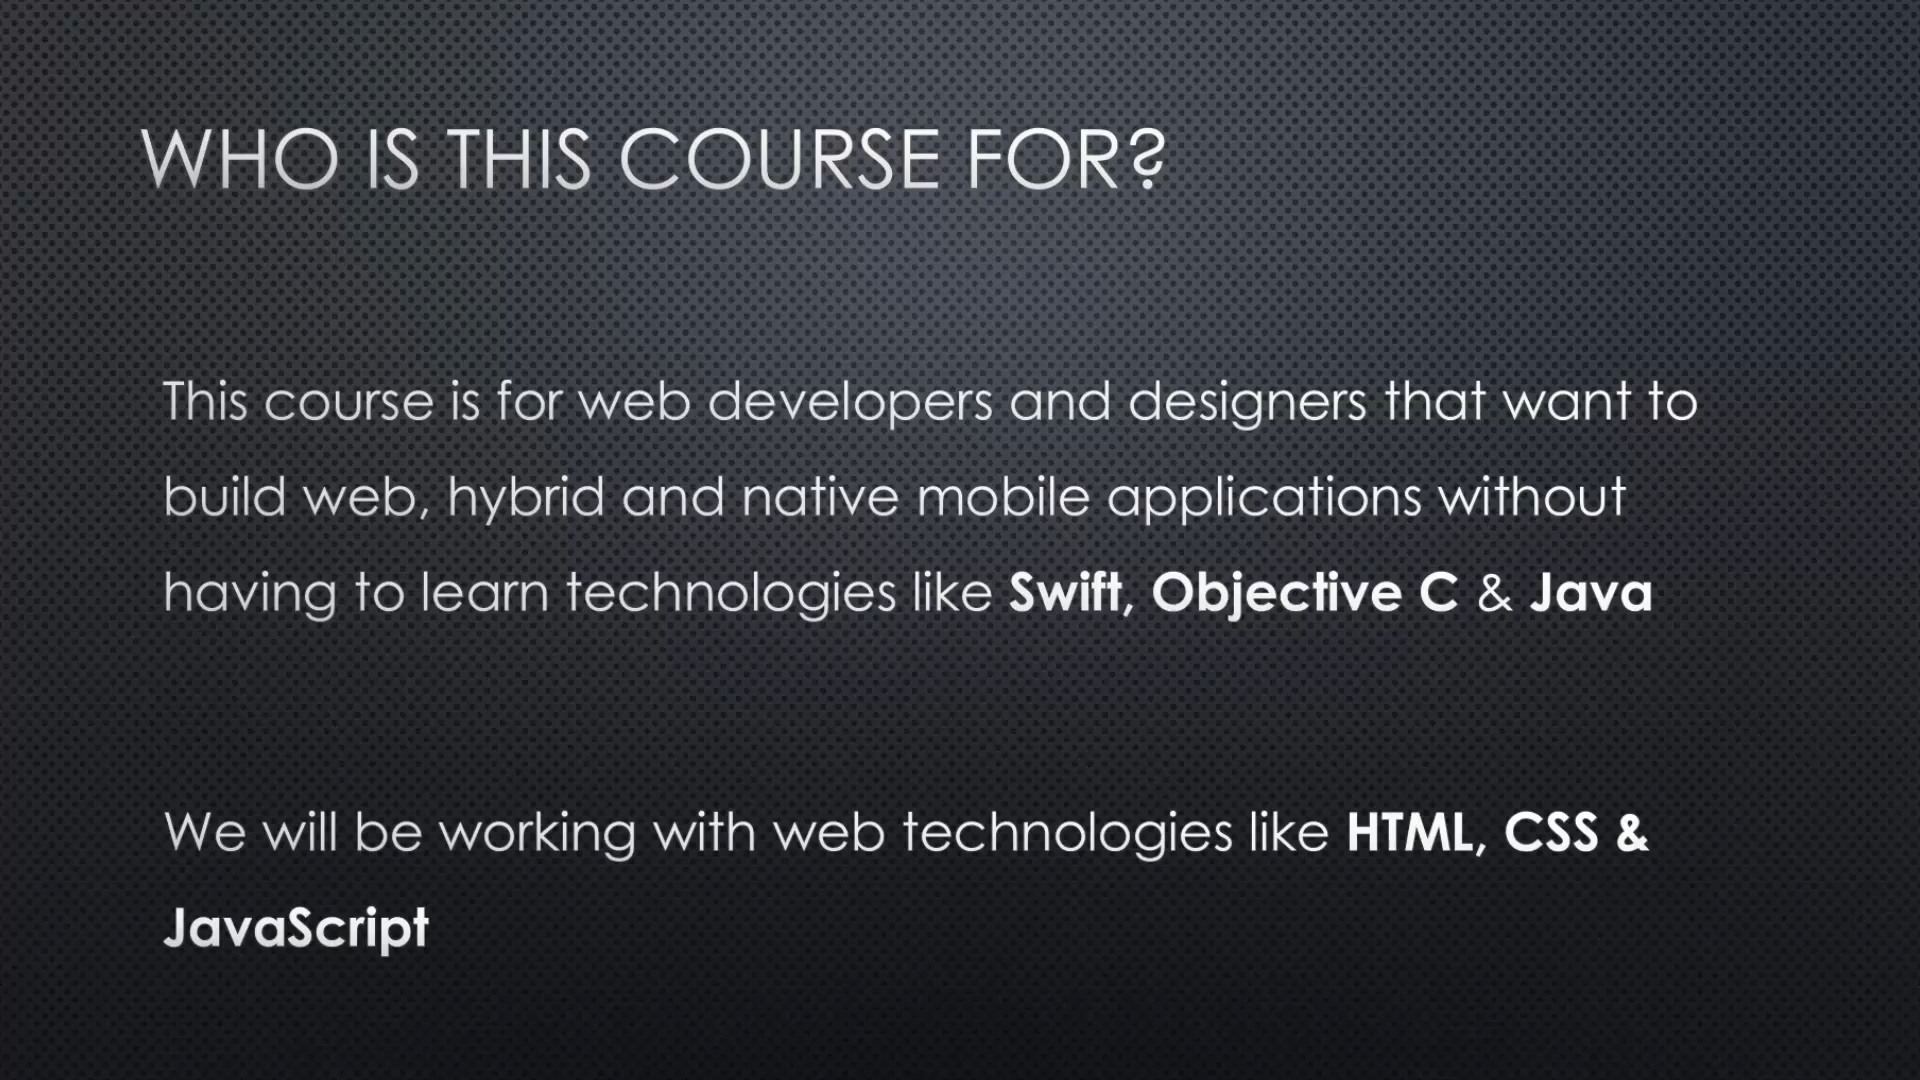 WHO IS THIS COURSE FOR?
This course is for web developers and designers that want to
build web, hybrid and native mobile applications without
having to learn technologies like Swift, Objective C & Java
We will be working with web technologies like HTML, CSS &
JavaScript